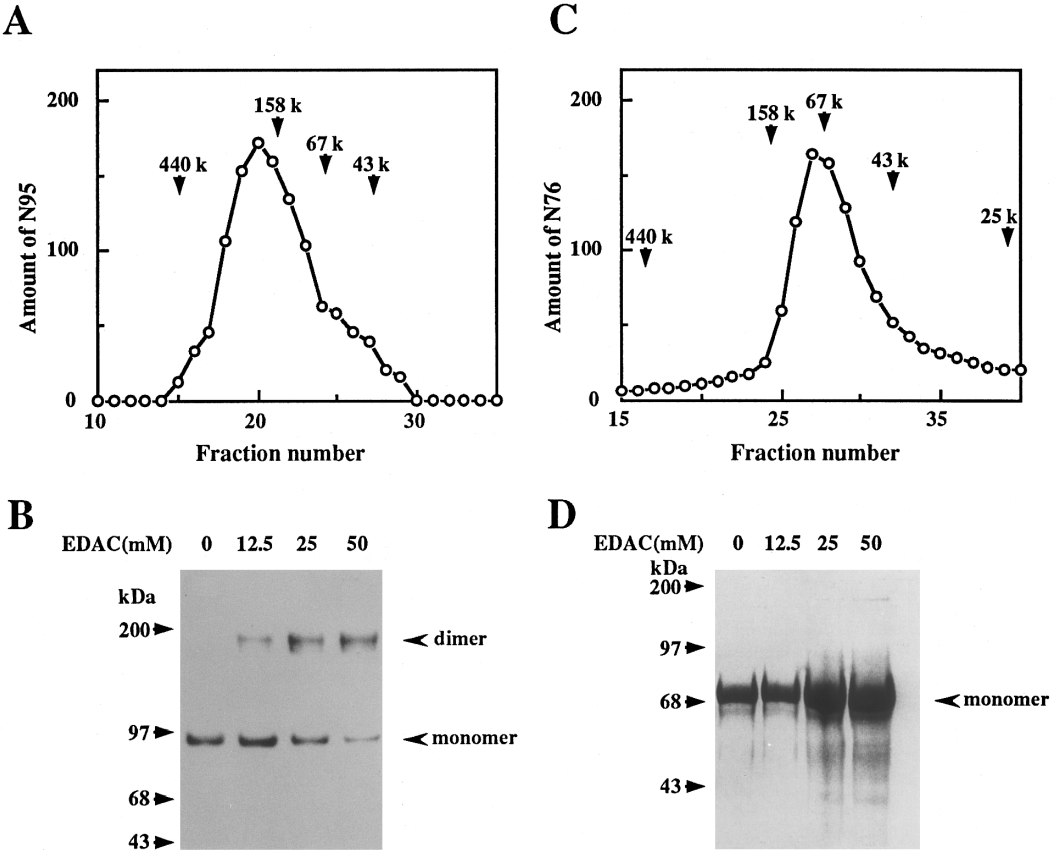 A
200
100
0
10
20
30
Amount of N95
Fraction number
440 k
158 k
67 k
43 k
C
200
100
0
15
25
35
Amount of N76
Fraction number
440 k
158 k
67 k
43 k
25 k
B
EDAC(mM) 0 12.5 25 50
kDa
200
97
68
43
dimer
monomer
D
EDAC(mM) 0 12.5 25 50
kDa
200
97
68
43
monomer